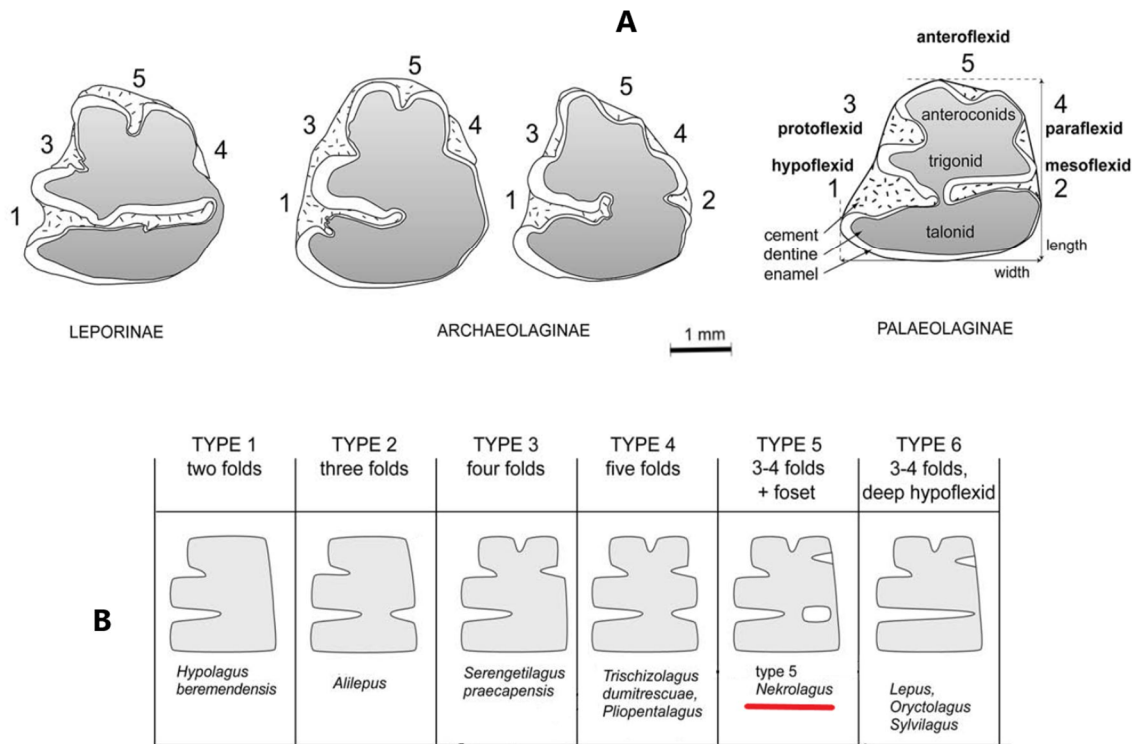 A
anteroflexid
5
5
5
5
3
4
3
4
3
4
3
4
protoflexid
anteroconids
paraflexid
hypoflexid
trigonid
mesoflexid
1
1
1
2
1
2
talonid
cement
dentine
enamel
length
width
LEPORINAE
ARCHAEOLAGINAE
PALAEOLAGINAE
1 mm
B
TYPE 1
two folds
TYPE 2
three folds
TYPE 3
four folds
TYPE 4
five folds
TYPE 5
3-4 folds
+ foset
TYPE 6
3-4 folds,
deep hypoflexid
Hypolagus
beremendensis
Alilepus
Serengetilagus
praecapensis
Trischizolagus
dumitrescuae,
Pliopentalagus
type 5
Nekrolagus
Lepus,
Oryctolagus
Sylvilagus